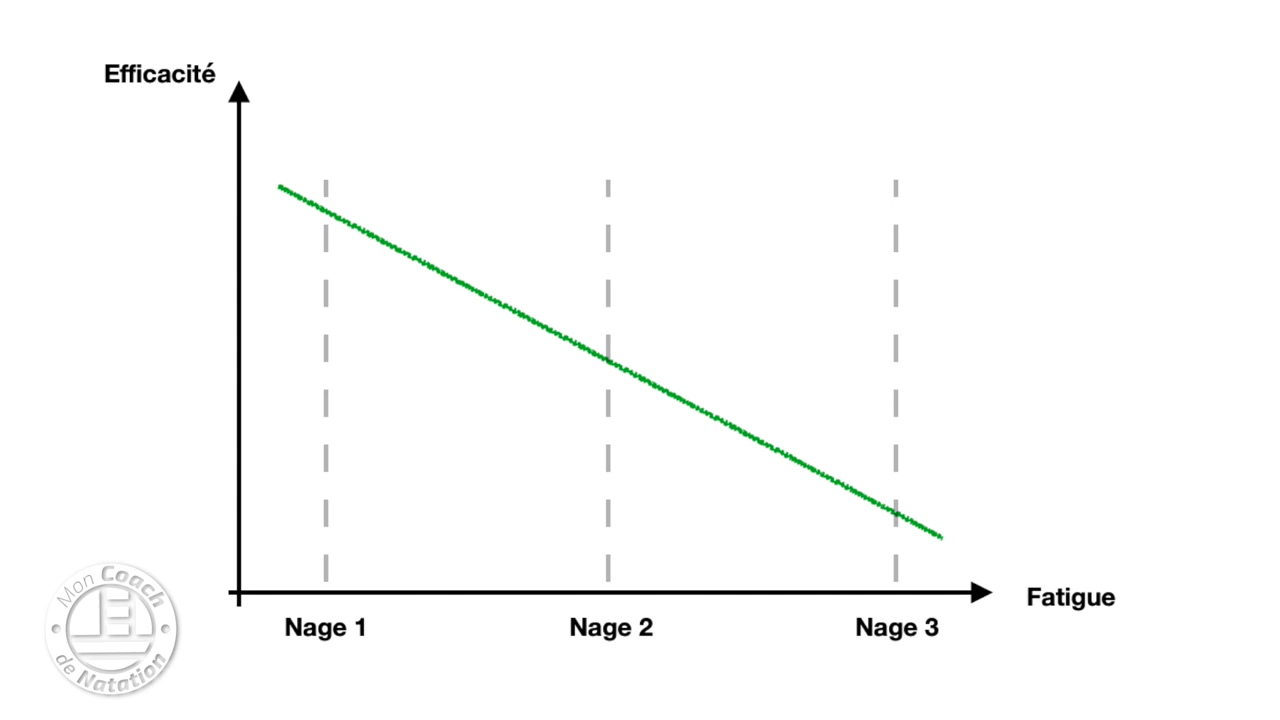 Efficacité
Fatigue
Nage 1
Nage 2
Nage 3
Mon Coach
de Natation